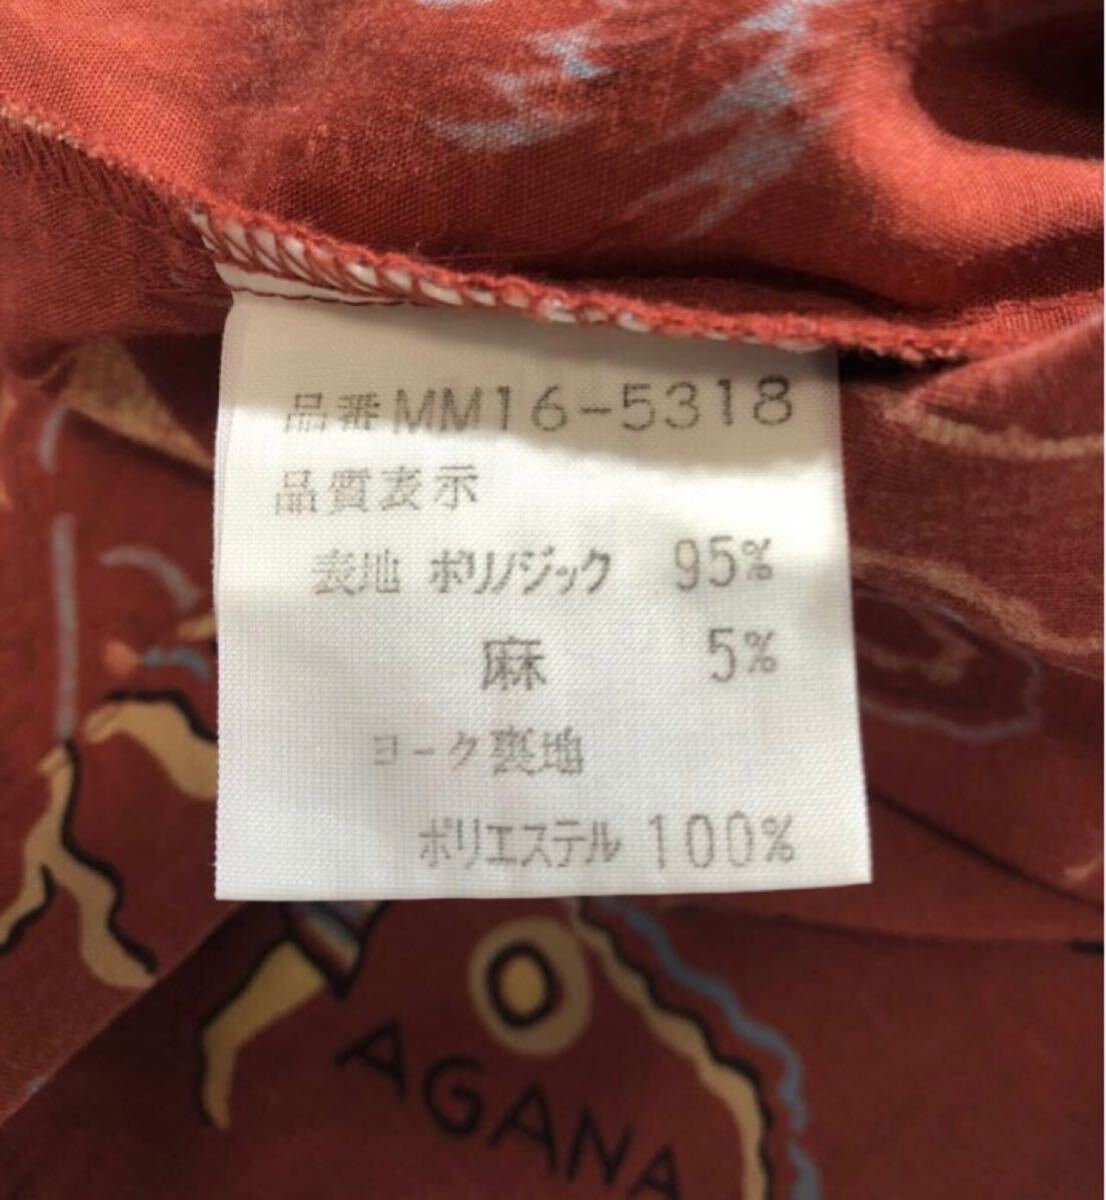 品番MM16-5318
品質表示
表地 ポリノジック 95%
麻 5%
ヨーク裏地
ポリエステル 100%
AGANA